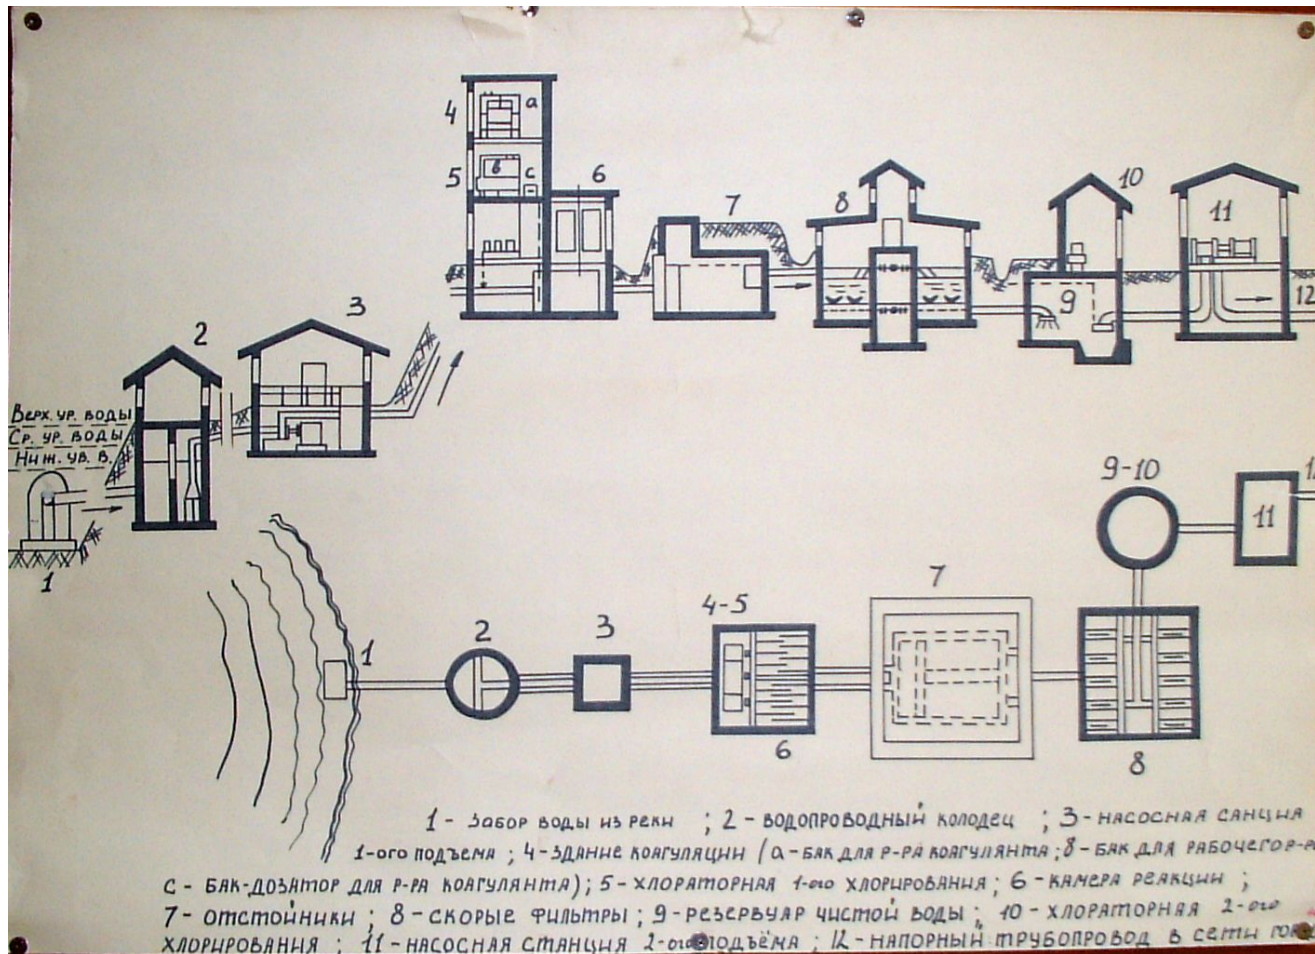 4
a
5
в
с
6
7
8
9
10
11
12
2
3
Верх. ур. воды
Ср. ур. воды
Ниж. ув. в.
1
9-10
11
4-5
7
1
2
3
6
8
1 - Забор воды из реки ; 2 - водопроводный колодец ; 3 - насосная санция
1-ого подъема ; 4 - здание коагуляции (а - бак для р-ра коагулянта ; 8 - бак для рабочего р-ра
с - бак-дозатор для р-ра коагулянта) ; 5 - хлораторная 1-ого хлорирования ; 6 - камера реакции ;
7 - отстойники ; 8 - скорые фильтры ; 9 - резервуар чистой воды ; 10 - хлораторная 2-ого
хлорирования ; 11 - насосная станция 2-ого подъёма ; 12 - напорный трубопровод в сети